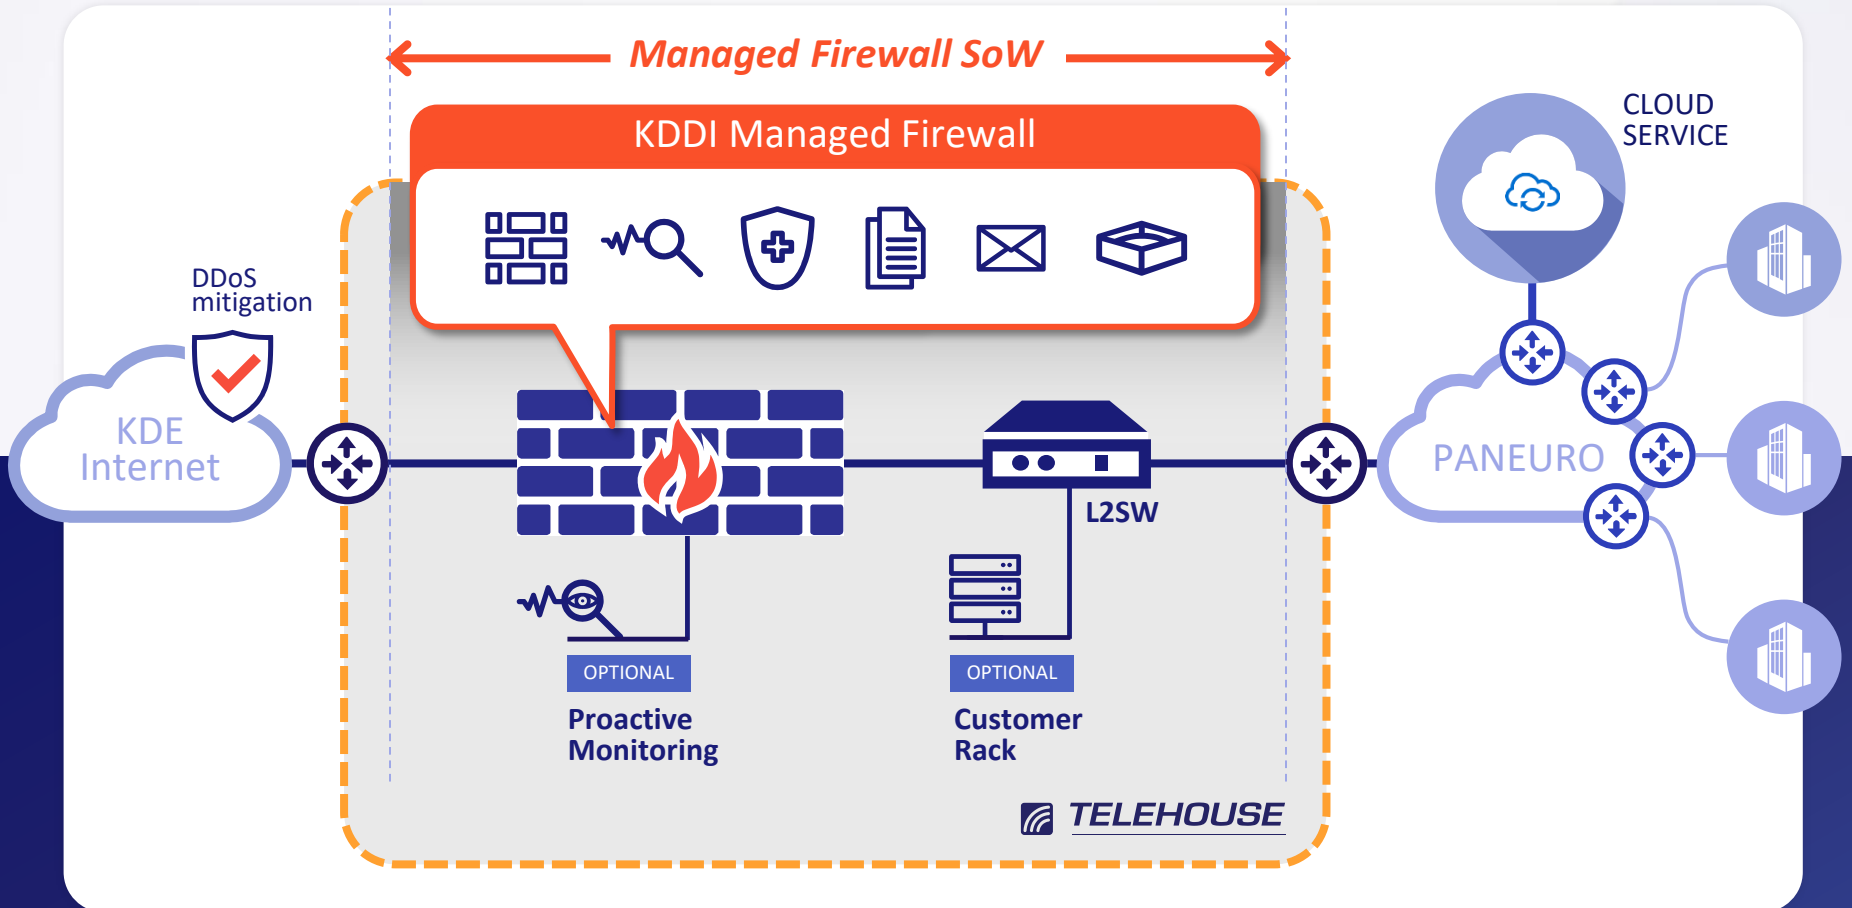 Managed Firewall SoW
KDDI Managed Firewall
CLOUD
SERVICE
DDoS
mitigation
KDE
Internet
PANEURO
L2SW
OPTIONAL
Proactive
Monitoring
OPTIONAL
Customer
Rack
TELEHOUSE